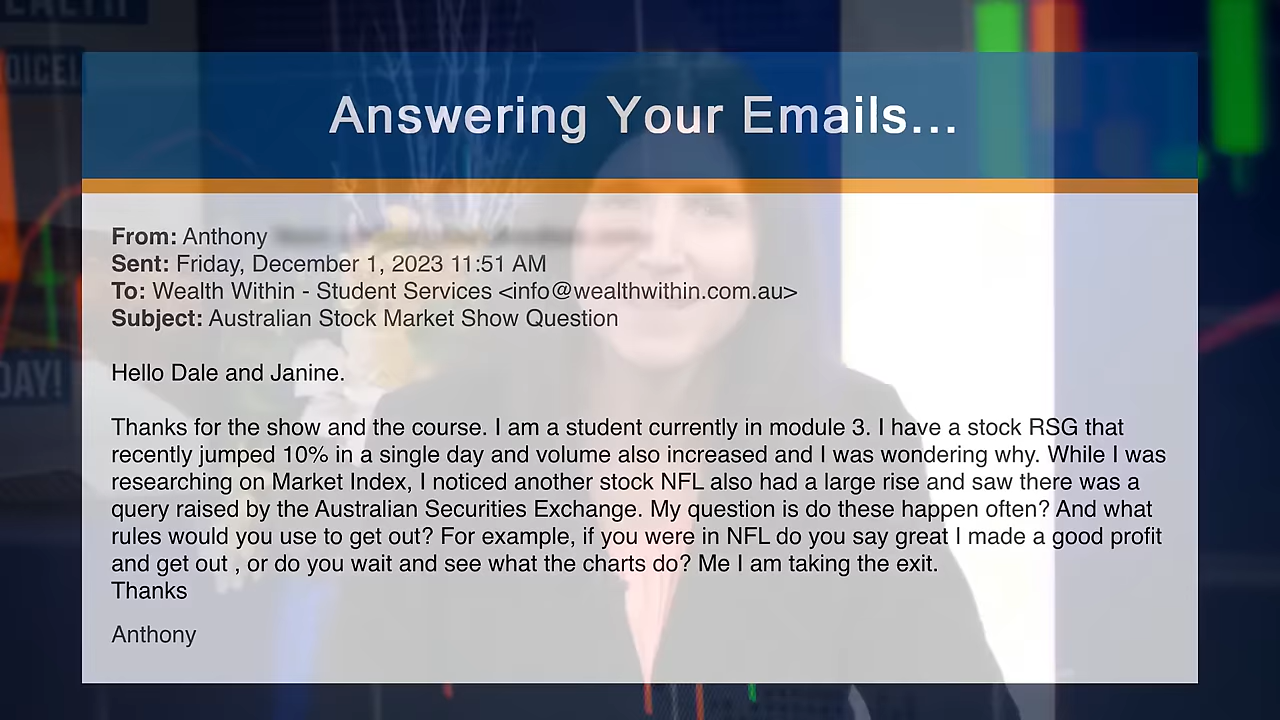 EALTH
OICE!
Answering Your Emails...
From: Anthony
Sent: Friday, December 1, 2023 11:51 AM
To: Wealth Within - Student Services <info@wealthwithin.com.au>
Subject: Australian Stock Market Show Question
DAY!
Hello Dale and Janine.
Thanks for the show and the course. I am a student currently in module 3. I have a stock RSG that
recently jumped 10% in a single day and volume also increased and I was wondering why. While I was
researching on Market Index, I noticed another stock NFL also had a large rise and saw there was a
query raised by the Australian Securities Exchange. My question is do these happen often? And what
rules would you use to get out? For example, if you were in NFL do you say great I made a good profit
and get out , or do you wait and see what the charts do? Me I am taking the exit.
Thanks
Anthony